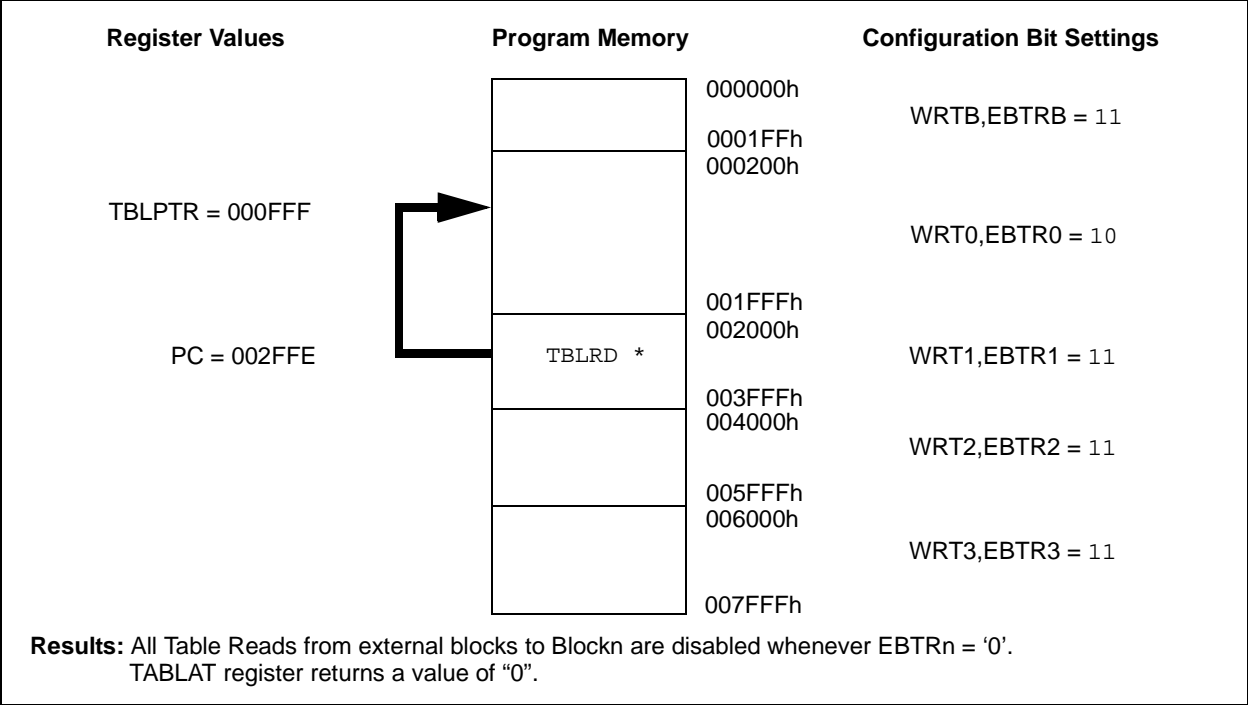 Register Values Program Memory Configuration Bit Settings
000000h
WRTB,EBTRB = 11
0001FFh
000200h
TBLPTR = 000FFF
WRT0,EBTR0 = 10
001FFFh
002000h
PC = 002FFE TBLRD * WRT1,EBTR1 = 11
003FFFh
004000h
WRT2,EBTR2 = 11
005FFFh
006000h
WRT3,EBTR3 = 11
007FFFh
Results: All Table Reads from external blocks to Blockn are disabled whenever EBTRn = ‘0’.
TABLAT register returns a value of “0”.